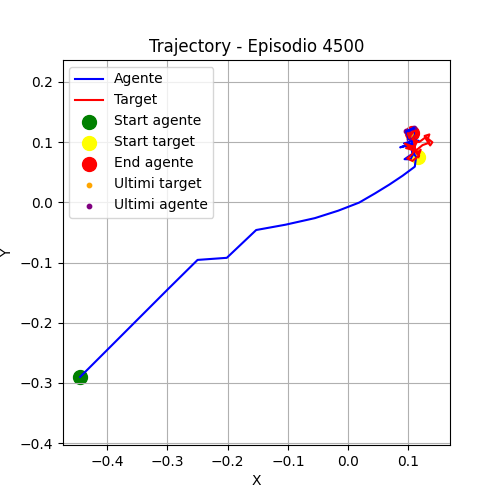 Trajectory - Episodio 4500
Agente
Target
Start agente
Start target
End agente
Ultimi target
Ultimi agente
0.2
0.1
0.0
−0.1
−0.2
−0.3
−0.4
Y
−0.4
−0.3
−0.2
−0.1
0.0
0.1
X